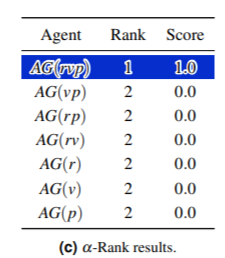 Agent Rank Score
AG(rvp) 1 1.0
AG(vp) 2 0.0
AG(rp) 2 0.0
AG(rv) 2 0.0
AG(r) 2 0.0
AG(v) 2 0.0
AG(p) 2 0.0
(c) α-Rank results.